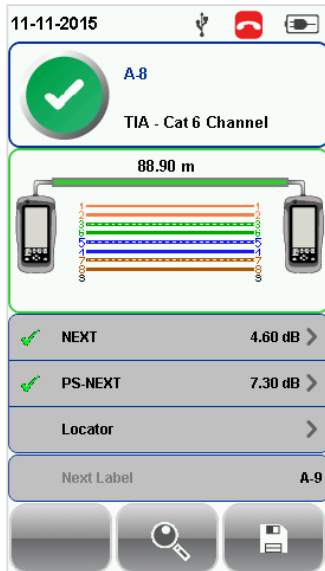 11-11-2015
A-8
TIA - Cat 6 Channel
88.90 m
1 1
2 2
3 3
6 6
5 5
4 4
7 7
8 8
S S
NEXT 4.60 dB
PS-NEXT 7.30 dB
Locator
Next Label A-9